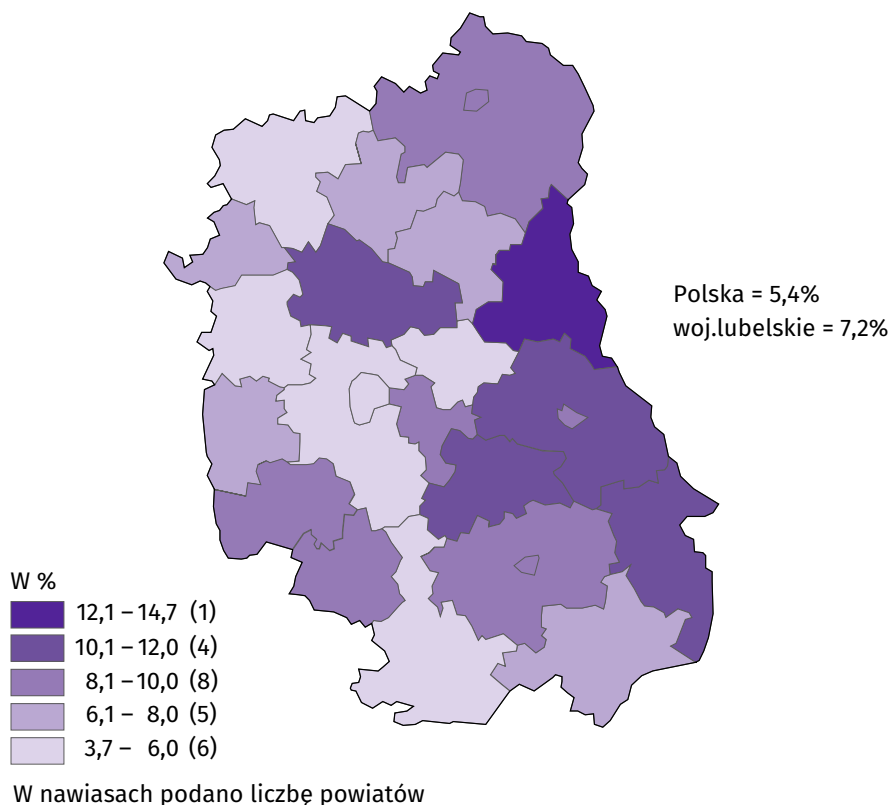 Polska = 5,4%
woj.lubelskie = 7,2%
W %
12,1 – 14,7 (1)
10,1 – 12,0 (4)
8,1 – 10,0 (8)
6,1 – 8,0 (5)
3,7 – 6,0 (6)
W nawiasach podano liczbę powiatów